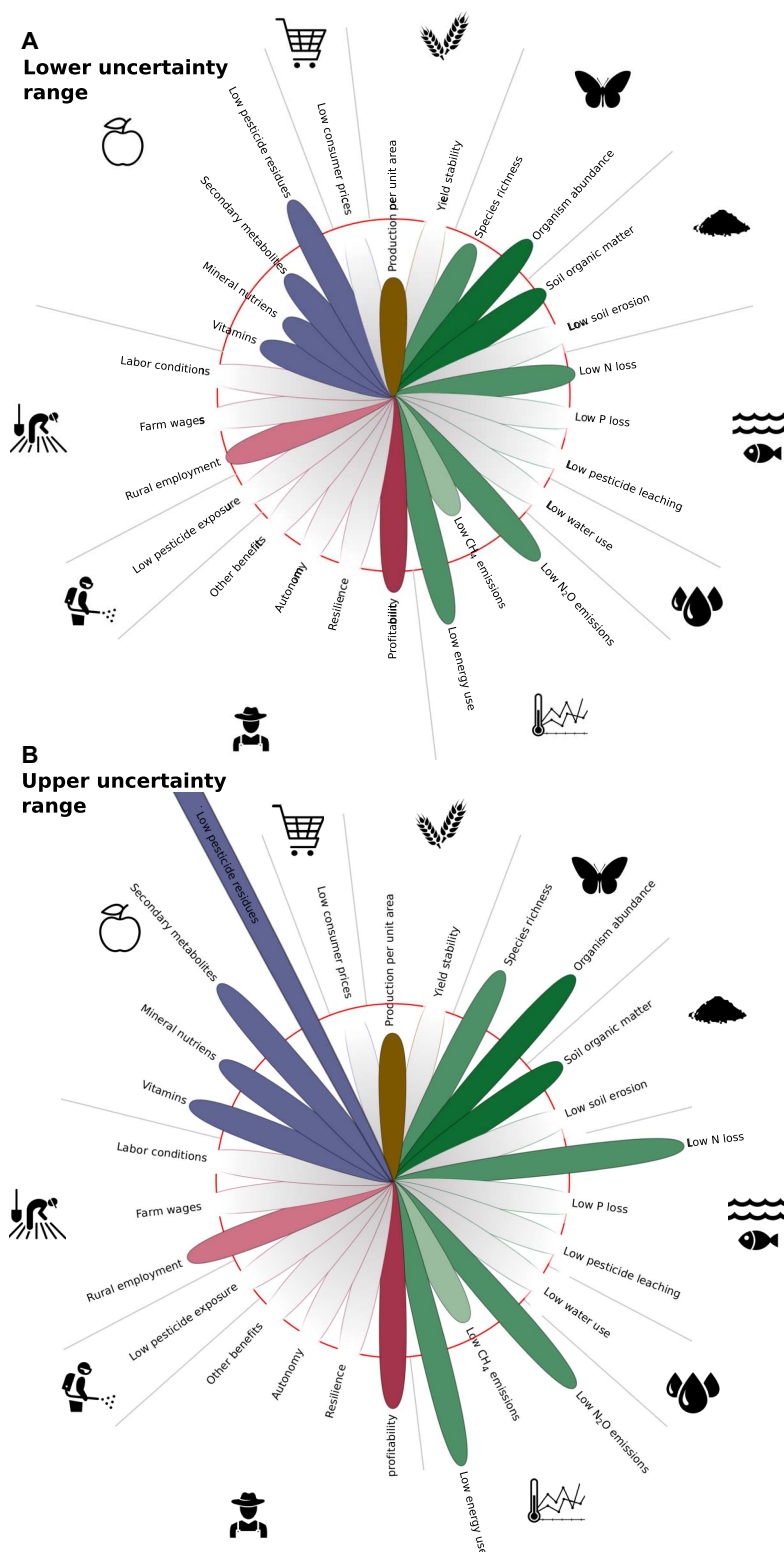 A
Lower uncertainty
range
Low pesticide residues
Low consumer prices
Production per unit area
Yield stability
Species richness
Organism abundance
Soil organic matter
Low soil erosion
Low N loss
Low P loss
Low pesticide leaching
Low water use
Low N₂O emissions
Low CH₄ emissions
Low energy use
Profitability
Resilience
Autonomy
Other benefits
Low pesticide exposure
Rural employment
Farm wages
Labor conditions
Vitamins
Mineral nutriens
Secondary metabolites
B
Upper uncertainty
range
Low pesticide residues
Low consumer prices
Production per unit area
Yield stability
Species richness
Organism abundance
Soil organic matter
Low soil erosion
Low N loss
Low P loss
Low pesticide leaching
Low water use
Low N₂O emissions
Low CH₄ emissions
Low energy use
profitability
Resilience
Autonomy
Other benefits
Low pesticide exposure
Rural employment
Farm wages
Labor conditions
Vitamins
Mineral nutriens
Secondary metabolites